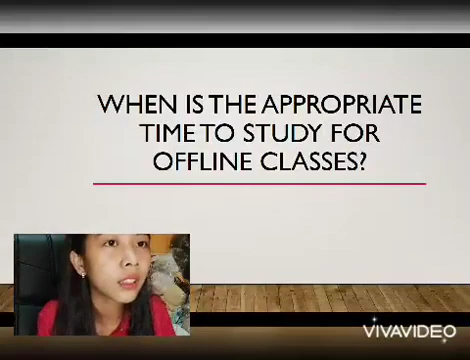 WHEN IS THE APPROPRIATE
TIME TO STUDY FOR
OFFLINE CLASSES?
VIVAVIDEO